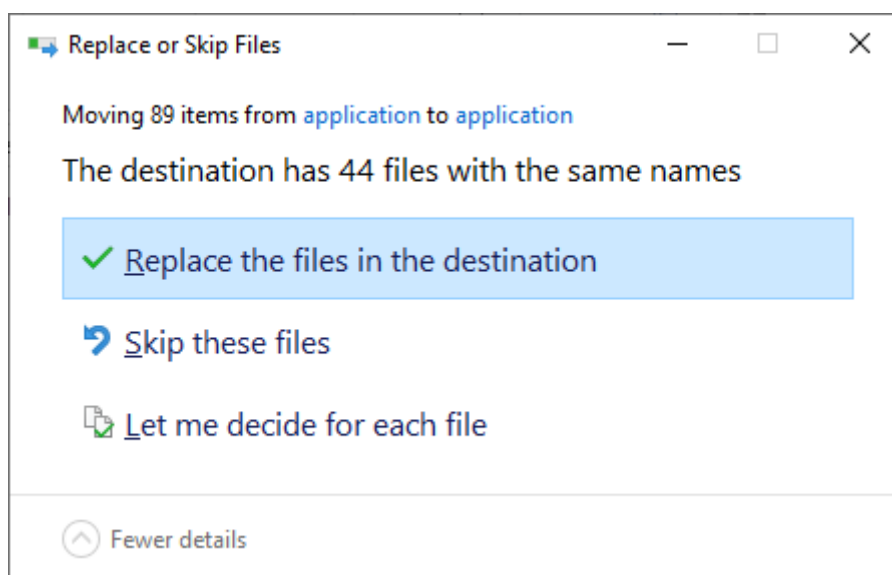 Replace or Skip Files
Moving 89 items from application to application
The destination has 44 files with the same names
Replace the files in the destination
Skip these files
Let me decide for each file
Fewer details